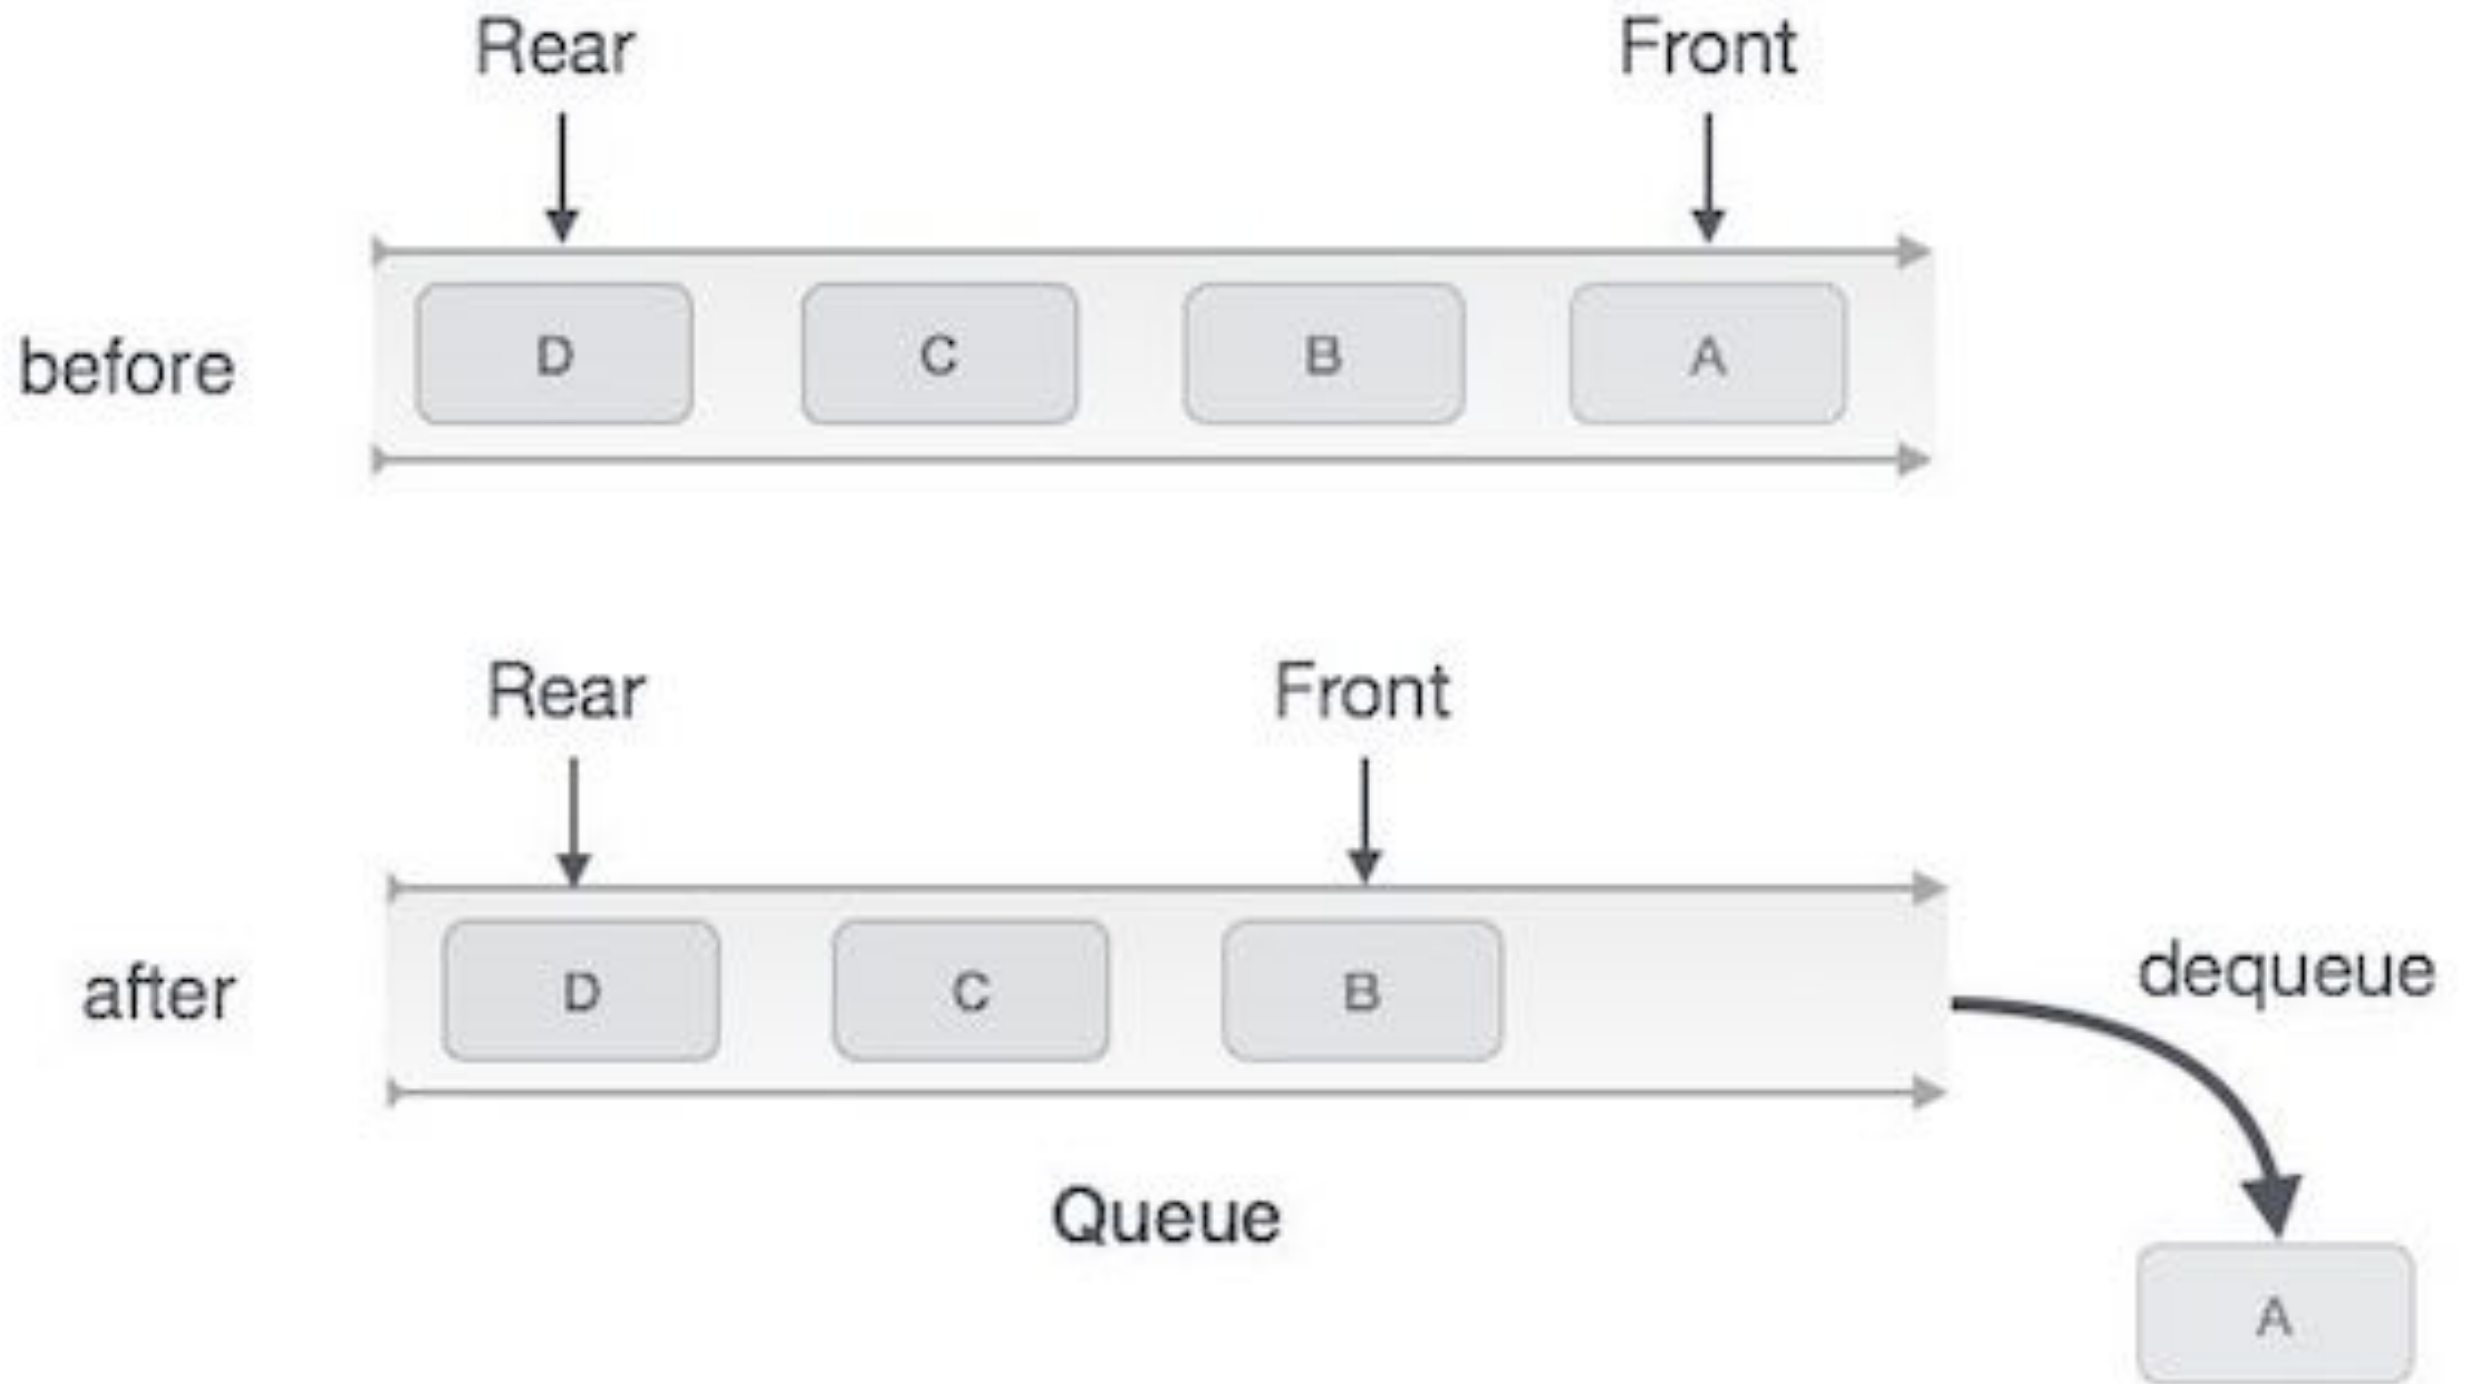 Rear Front
before D C B A
Rear Front
after D C B dequeue
Queue
A